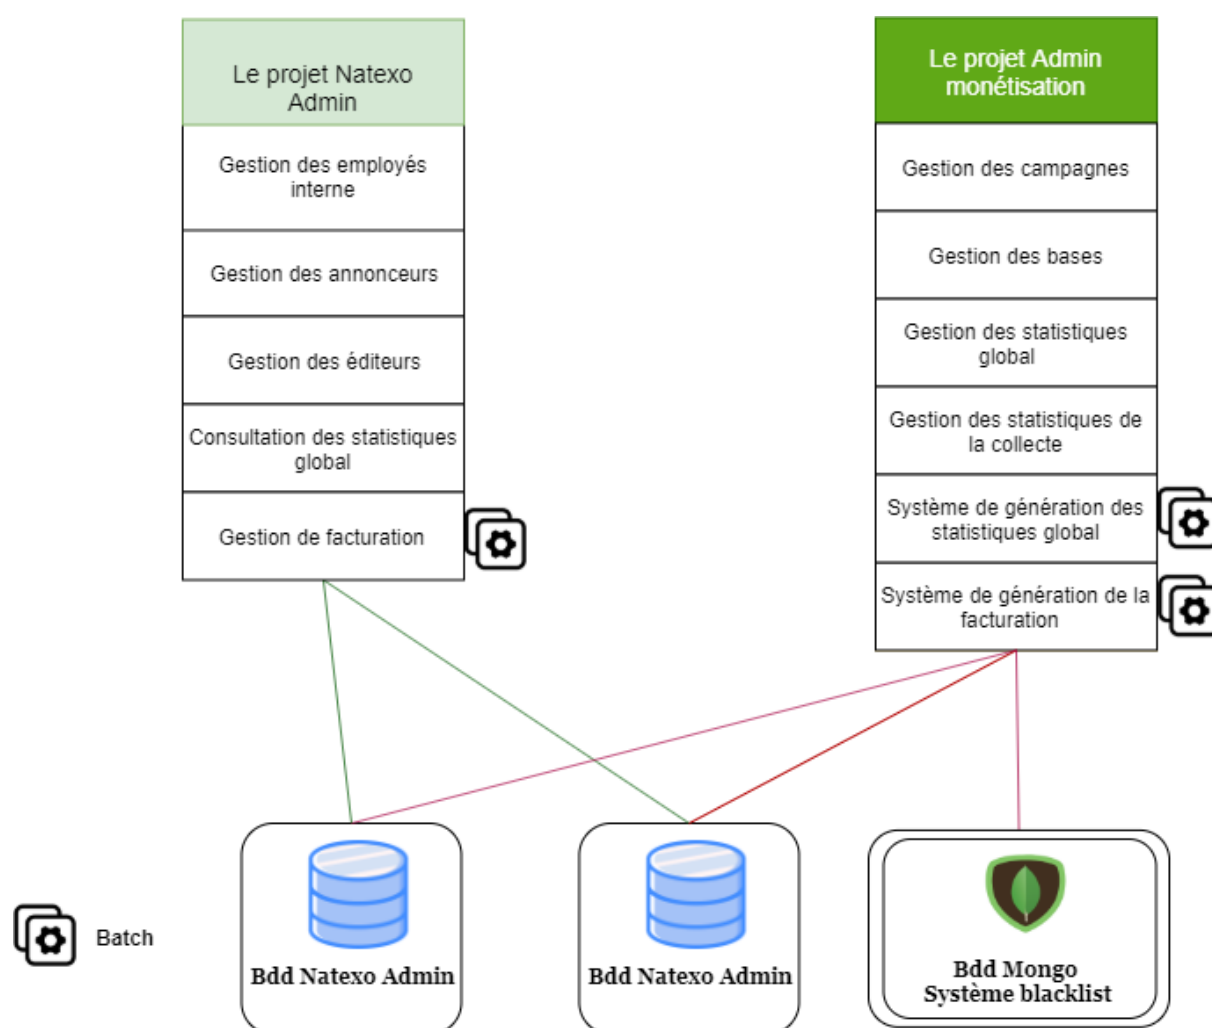 Le projet Natexo
Admin
Gestion des employés
interne
Gestion des annonceurs
Gestion des éditeurs
Consultation des statistiques
global
Gestion de facturation
Le projet Admin
monétisation
Gestion des campagnes
Gestion des bases
Gestion des statistiques
global
Gestion des statistiques de
la collecte
Système de génération des
statistiques global
Système de génération de la
facturation
Batch
Bdd Natexo Admin
Bdd Natexo Admin
Bdd Mongo
Système blacklist